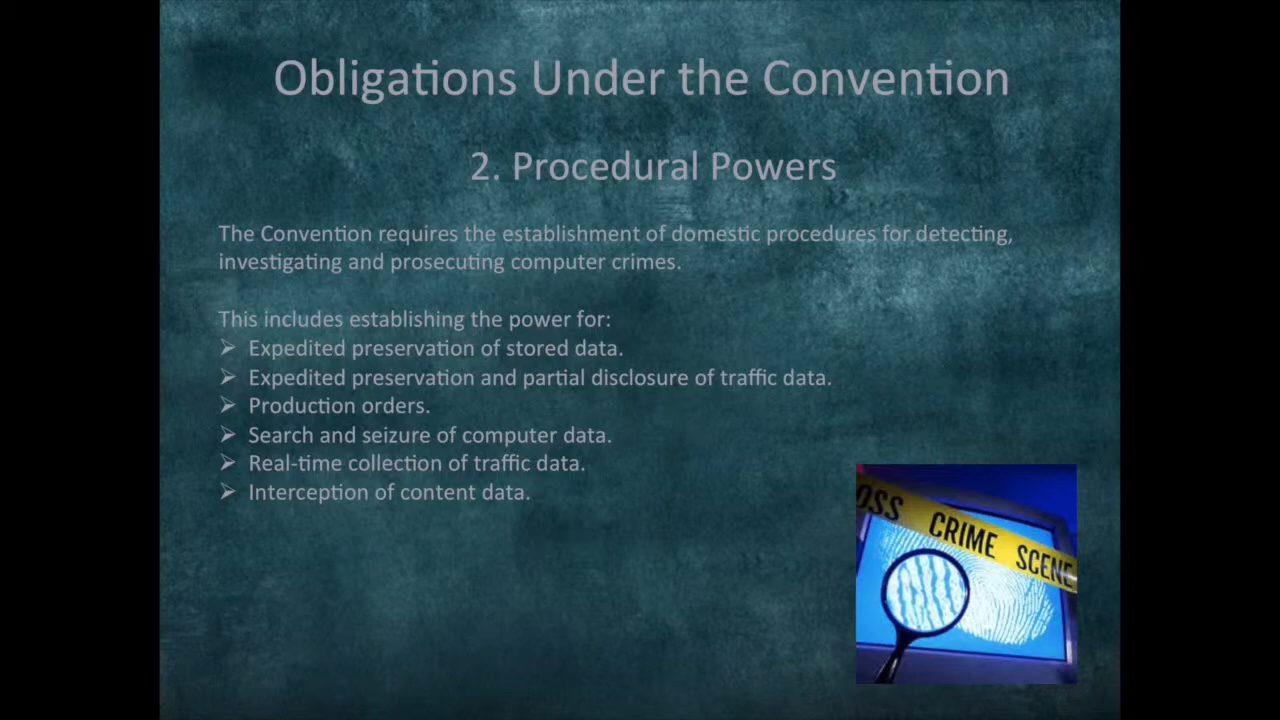 Obligations Under the Convention
2. Procedural Powers
The Convention requires the establishment of domestic procedures for detecting,
investigating and prosecuting computer crimes.
This includes establishing the power for:
➢ Expedited preservation of stored data.
➢ Expedited preservation and partial disclosure of traffic data.
➢ Production orders.
➢ Search and seizure of computer data.
➢ Real-time collection of traffic data.
➢ Interception of content data.
OSS CRIME SCENE